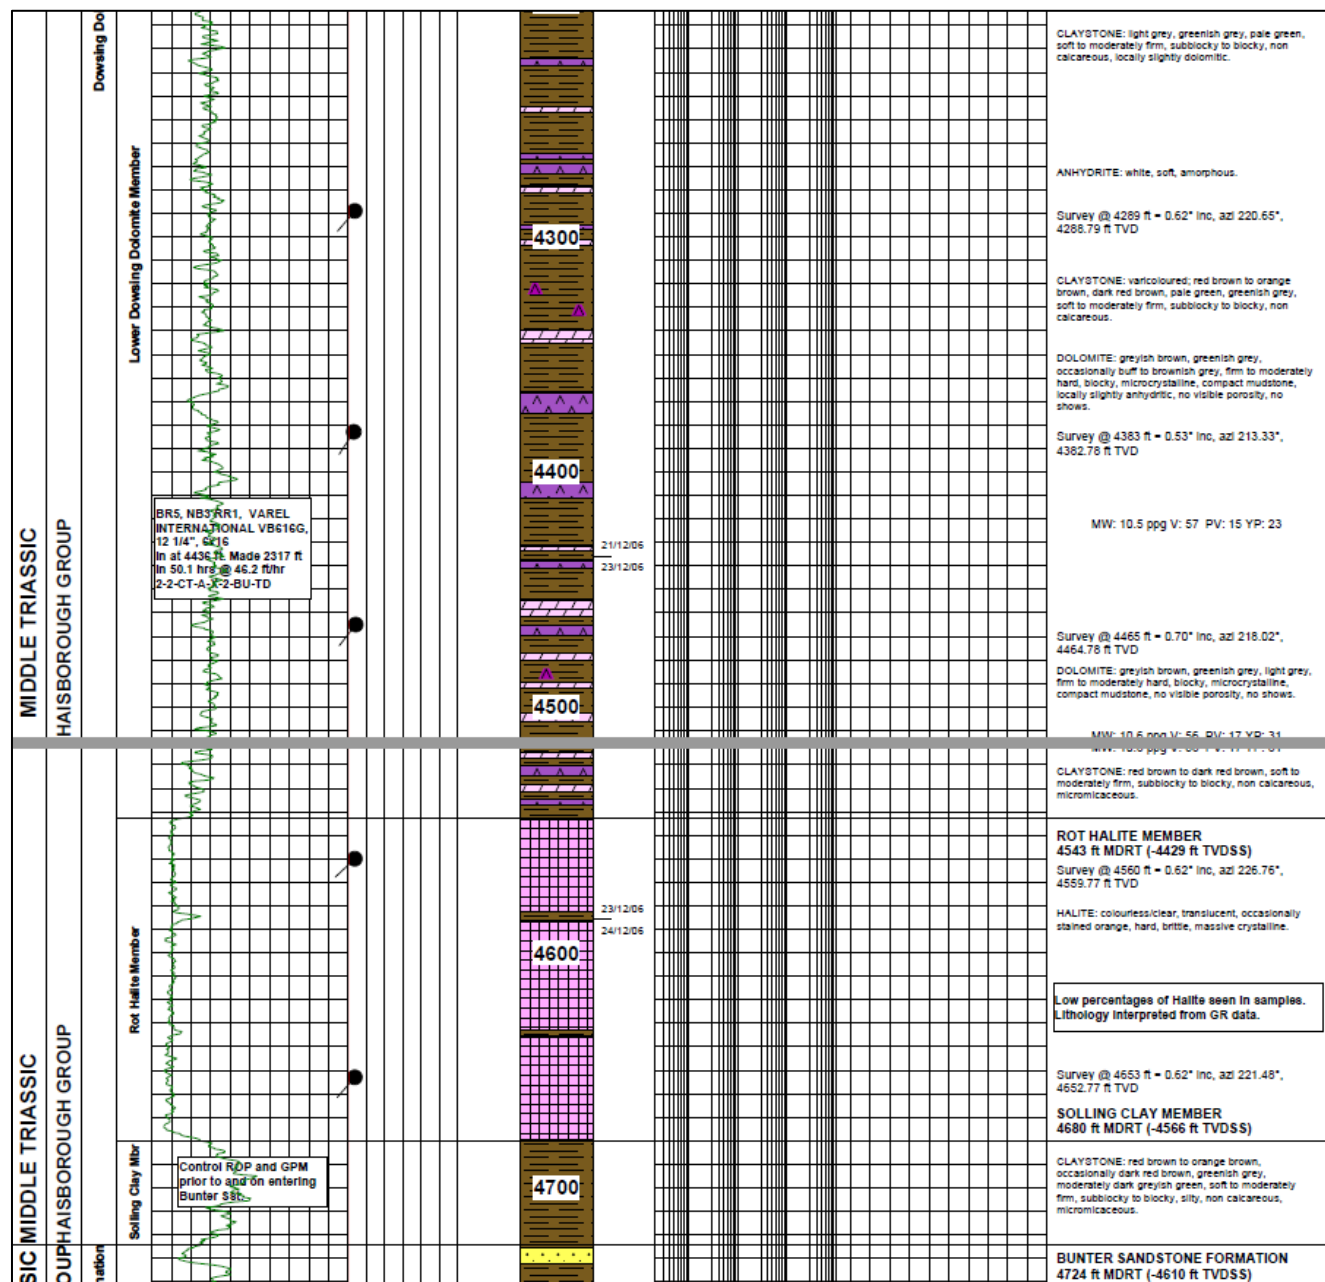 Dowsing Do
CLAYSTONE: light grey, greenish grey, pale green,
soft to moderately firm, subblocky to blocky, non
calcareous, locally slightly dolomitic.
Lower Dowsing Dolomite Member
ANHYDRITE: white, soft, amorphous.
Survey @ 4289 ft = 0.62° Inc, azi 220.65°,
4288.79 ft TVD
4300
CLAYSTONE: varicoloured; red brown to orange
brown, dark red brown, pale green, greenish grey,
soft to moderately firm, subblocky to blocky, non
calcareous.
DOLOMITE: greyish brown, greenish grey,
occasionally buff to brownish grey, firm to moderately
hard, blocky, microcrystalline, compact mudstone,
locally slightly anhydritic, no visible porosity, no
shows.
Survey @ 4383 ft = 0.53° Inc, azi 213.33°,
4382.78 ft TVD
4400
MIDDLE TRIASSIC
HAISBOROUGH GROUP
BR5, NB3 RR1, VAREL
INTERNATIONAL VB616G,
12 1/4", 6x16
In at 4436 ft. Made 2317 ft
In 50.1 hrs @ 46.2 ft/hr
2-2-CT-A-X-2-BU-TD
MW: 10.5 ppg V: 57 PV: 15 YP: 23
21/12/06
23/12/06
Survey @ 4465 ft = 0.70° Inc, azi 218.02°,
4464.78 ft TVD
DOLOMITE: greyish brown, greenish grey, light grey,
firm to moderately hard, blocky, microcrystalline,
compact mudstone, no visible porosity, no shows.
4500
MW: 10.6 ppg V: 56 PV: 17 YP: 31
CLAYSTONE: red brown to dark red brown, soft to
moderately firm, subblocky to blocky, non calcareous,
micromicaceous.
ROT HALITE MEMBER
4543 ft MDRT (-4429 ft TVDSS)
Survey @ 4560 ft = 0.62° Inc, azi 226.76°,
4559.77 ft TVD
23/12/06
24/12/06
HALITE: colourless/clear, translucent, occasionally
stained orange, hard, brittle, massive crystalline.
4600
Rot Halite Member
Low percentages of Halite seen in samples.
Lithology interpreted from GR data.
MIDDLE TRIASSIC
HAISBOROUGH GROUP
Survey @ 4653 ft = 0.62° Inc, azi 221.48°,
4652.77 ft TVD
SOLLING CLAY MEMBER
4680 ft MDRT (-4566 ft TVDSS)
Solling Clay Mbr
Control ROP and GPM
prior to and on entering
Bunter Sst.
4700
CLAYSTONE: red brown to orange brown,
occasionally dark red brown, greenish grey,
moderately dark greyish green, soft to moderately
firm, subblocky to blocky, silty, non calcareous,
micromicaceous.
SIC
OUP
nation
BUNTER SANDSTONE FORMATION
4724 ft MDRT (-4610 ft TVDSS)